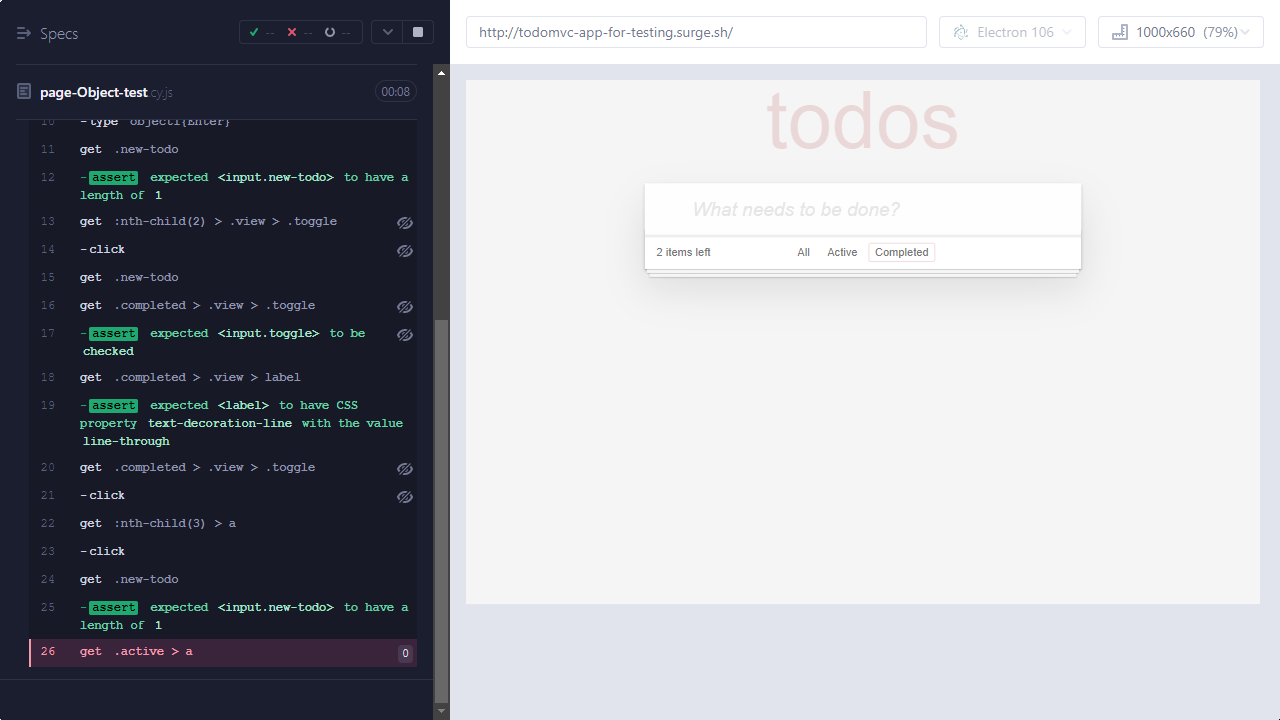 Specs
--
--
--
page-Object-test.cy.js
00:08
10 -type object1{Enter}
11 get .new-todo
12 -assert expected <input.new-todo> to have a
length of 1
13 get :nth-child(2) > .view > .toggle
14 -click
15 get .new-todo
16 get .completed > .view > .toggle
17 -assert expected <input.toggle> to be
checked
18 get .completed > .view > label
19 -assert expected <label> to have CSS
property text-decoration-line with the value
line-through
20 get .completed > .view > .toggle
21 -click
22 get :nth-child(3) > a
23 -click
24 get .new-todo
25 -assert expected <input.new-todo> to have a
length of 1
26 get .active > a 0
http://todomvc-app-for-testing.surge.sh/
Electron 106
1000x660 (79%)
todos
What needs to be done?
2 items left All Active Completed